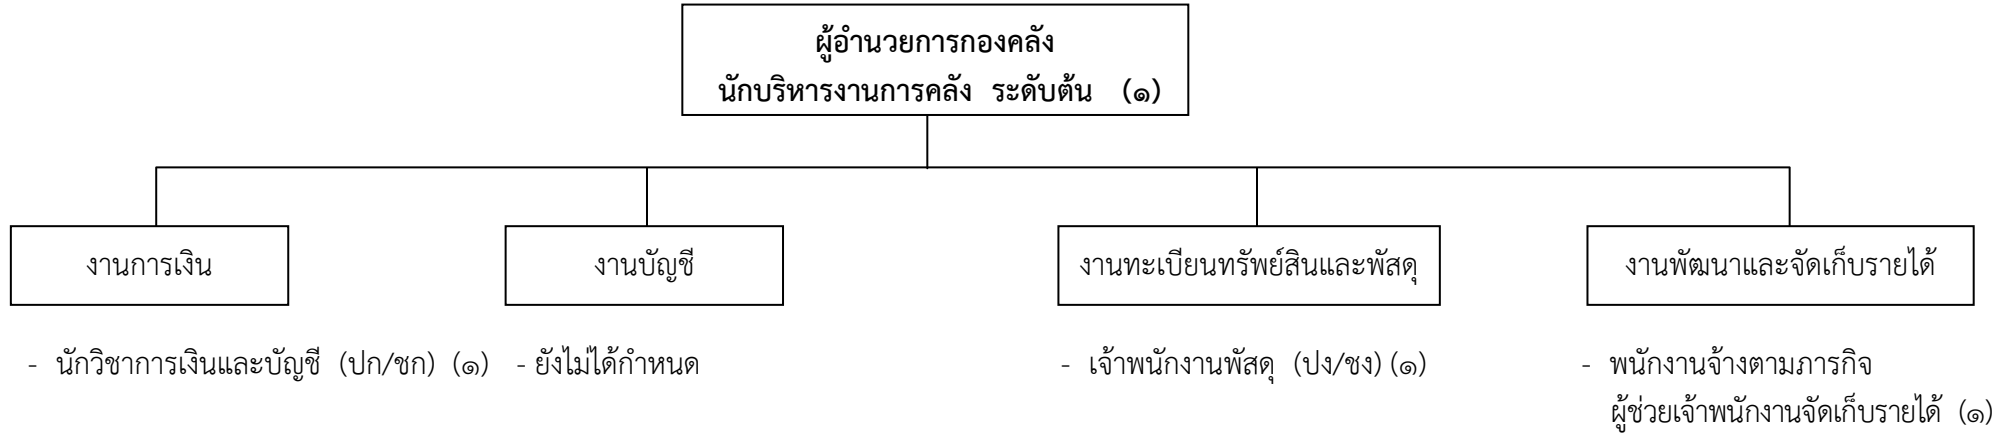 ผู้อำนวยการกองคลัง
นักบริหารงานการคลัง ระดับต้น (๑)
งานการเงิน
งานบัญชี
งานทะเบียนทรัพย์สินและพัสดุ
งานพัฒนาและจัดเก็บรายได้
- นักวิชาการเงินและบัญชี (ปก/ชก) (๑)
- ยังไม่ได้กำหนด
- เจ้าพนักงานพัสดุ (ปง/ชง) (๑)
- พนักงานจ้างตามภารกิจ
ผู้ช่วยเจ้าพนักงานจัดเก็บรายได้ (๑)